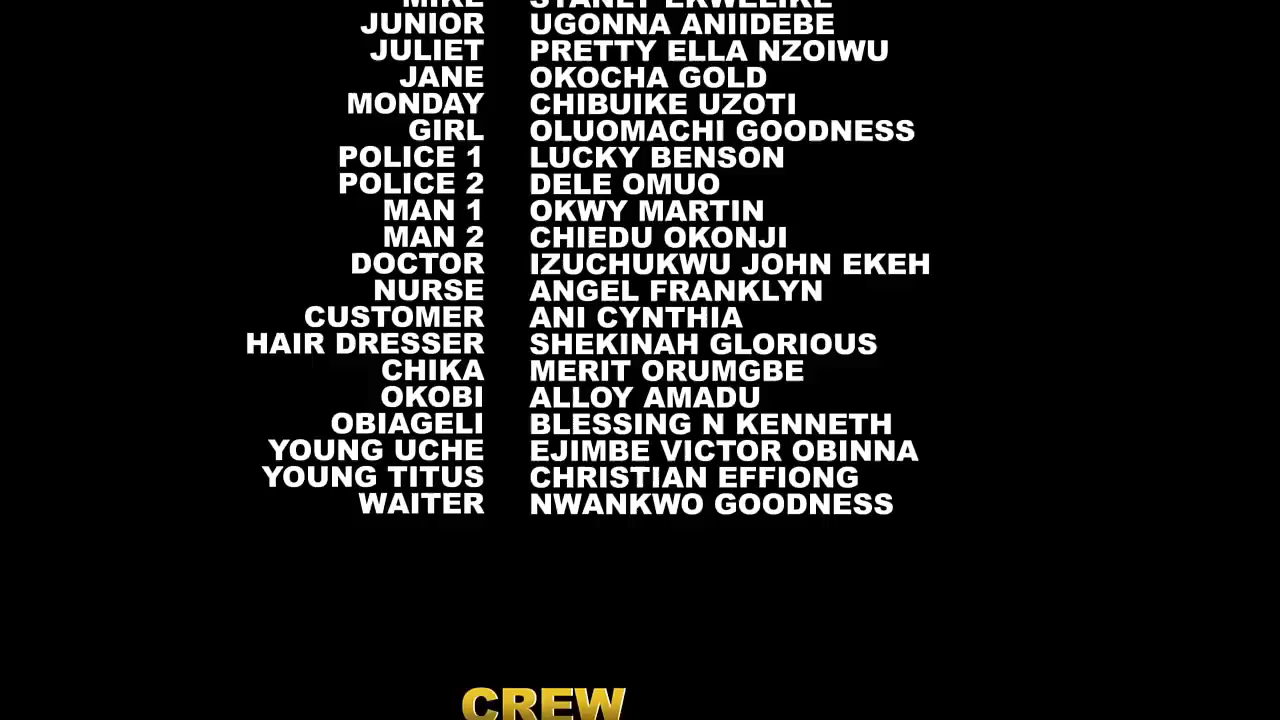 MIKE STANLY EKWELIKE
JUNIOR UGONNA ANIIDEBE
JULIET PRETTY ELLA NZOIWU
JANE OKOCHA GOLD
MONDAY CHIBUIKE UZOTI
GIRL OLUOMACHI GOODNESS
POLICE 1 LUCKY BENSON
POLICE 2 DELE OMUO
MAN 1 OKWY MARTIN
MAN 2 CHIEDU OKONJI
DOCTOR IZUCHUKWU JOHN EKEH
NURSE ANGEL FRANKLYN
CUSTOMER ANI CYNTHIA
HAIR DRESSER SHEKINAH GLORIOUS
CHIKA MERIT ORUMGBE
OKOBI ALLOY AMADU
OBIAGELI BLESSING N KENNETH
YOUNG UCHE EJIMBE VICTOR OBINNA
YOUNG TITUS CHRISTIAN EFFIONG
WAITER NWANKWO GOODNESS
CREW